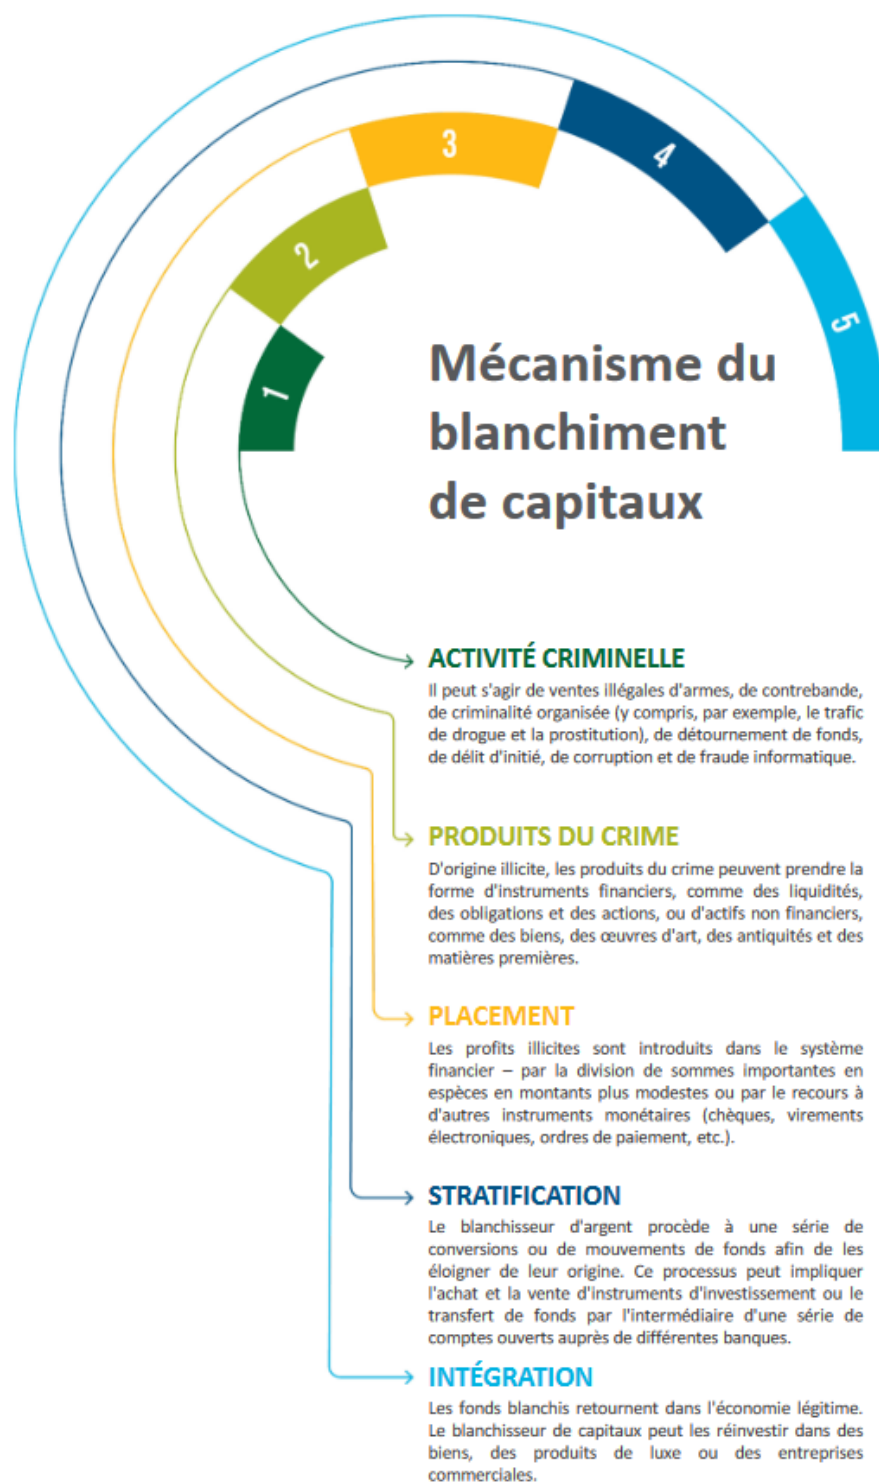 3
4
2
5
1
Mécanisme du
blanchiment
de capitaux
ACTIVITÉ CRIMINELLE
Il peut s'agir de ventes illégales d'armes, de contrebande,
de criminalité organisée (y compris, par exemple, le trafic
de drogue et la prostitution), de détournement de fonds,
de délit d'initié, de corruption et de fraude informatique.
PRODUITS DU CRIME
D'origine illicite, les produits du crime peuvent prendre la
forme d'instruments financiers, comme des liquidités,
des obligations et des actions, ou d'actifs non financiers,
comme des biens, des œuvres d'art, des antiquités et des
matières premières.
PLACEMENT
Les profits illicites sont introduits dans le système
financier – par la division de sommes importantes en
espèces en montants plus modestes ou par le recours à
d'autres instruments monétaires (chèques, virements
électroniques, ordres de paiement, etc.).
STRATIFICATION
Le blanchisseur d'argent procède à une série de
conversions ou de mouvements de fonds afin de les
éloigner de leur origine. Ce processus peut impliquer
l'achat et la vente d'instruments d'investissement ou le
transfert de fonds par l'intermédiaire d'une série de
comptes ouverts auprès de différentes banques.
INTÉGRATION
Les fonds blanchis retournent dans l'économie légitime.
Le blanchisseur de capitaux peut les réinvestir dans des
biens, des produits de luxe ou des entreprises
commerciales.